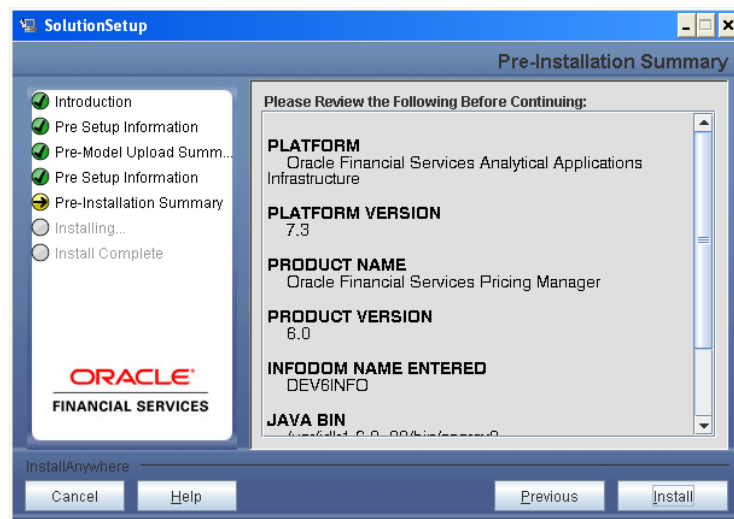 SolutionSetup
Pre-Installation Summary
Introduction
Pre Setup Information
Pre-Model Upload Summ...
Pre Setup Information
Pre-Installation Summary
Installing...
Install Complete
ORACLE
FINANCIAL SERVICES
Please Review the Following Before Continuing:
PLATFORM
Oracle Financial Services Analytical Applications
Infrastructure
PLATFORM VERSION
7.3
PRODUCT NAME
Oracle Financial Services Pricing Manager
PRODUCT VERSION
6.0
INFODOM NAME ENTERED
DEV6INFO
JAVA BIN
InstallAnywhere
Cancel
Help
Previous
Install